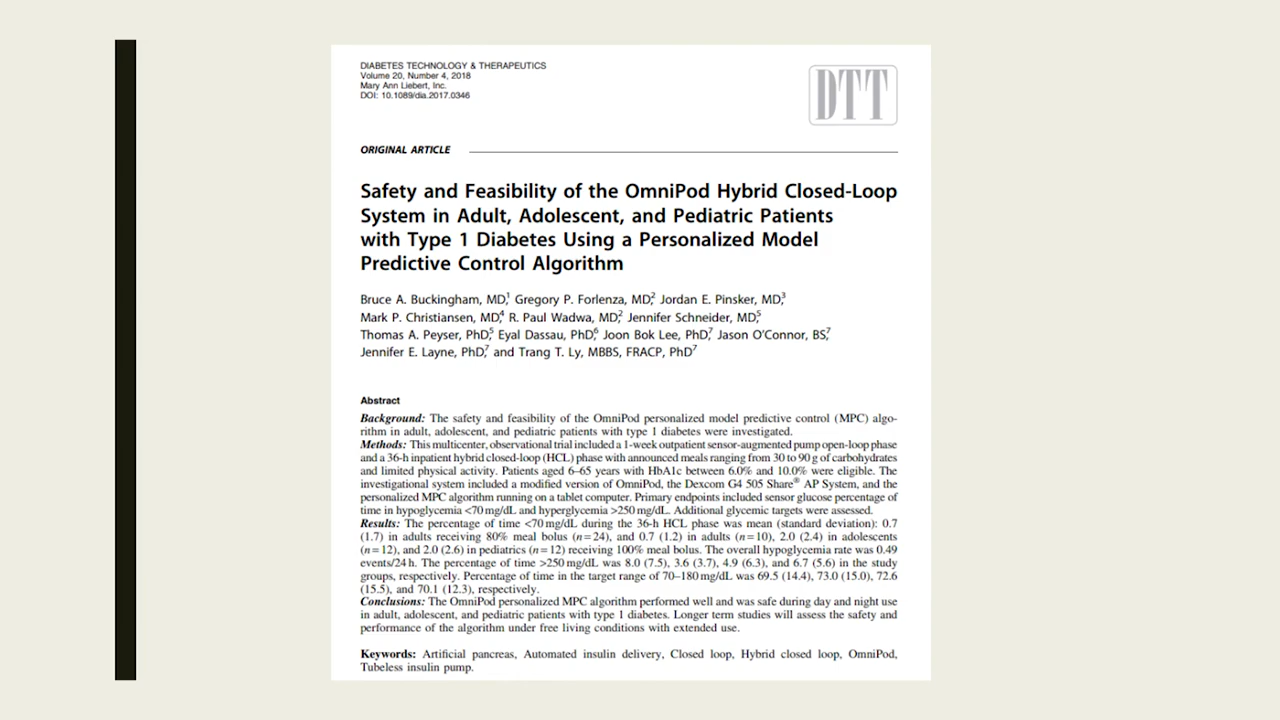 DIABETES TECHNOLOGY & THERAPEUTICS
Volume 20, Number 4, 2018
Mary Ann Liebert, Inc.
DOI: 10.1089/dia.2017.0346
DTT
ORIGINAL ARTICLE
Safety and Feasibility of the OmniPod Hybrid Closed-Loop
System in Adult, Adolescent, and Pediatric Patients
with Type 1 Diabetes Using a Personalized Model
Predictive Control Algorithm
Bruce A. Buckingham, MD,1 Gregory P. Forlenza, MD,2 Jordan E. Pinsker, MD,3
Mark P. Christiansen, MD,4 R. Paul Wadwa, MD,2 Jennifer Schneider, MD,5
Thomas A. Peyser, PhD,5 Eyal Dassau, PhD,6 Joon Bok Lee, PhD,7 Jason O'Connor, BS,7
Jennifer E. Layne, PhD,7 and Trang T. Ly, MBBS, FRACP, PhD7
Abstract
Background: The safety and feasibility of the OmniPod personalized model predictive control (MPC) algo-
rithm in adult, adolescent, and pediatric patients with type 1 diabetes were investigated.
Methods: This multicenter, observational trial included a 1-week outpatient sensor-augmented pump open-loop phase
and a 36-h inpatient hybrid closed-loop (HCL) phase with announced meals ranging from 30 to 90 g of carbohydrates
and limited physical activity. Patients aged 6–65 years with HbA1c between 6.0% and 10.0% were eligible. The
investigational system included a modified version of OmniPod, the Dexcom G4 505 Share® AP System, and the
personalized MPC algorithm running on a tablet computer. Primary endpoints included sensor glucose percentage of
time in hypoglycemia <70 mg/dL and hyperglycemia >250 mg/dL. Additional glycemic targets were assessed.
Results: The percentage of time <70 mg/dL during the 36-h HCL phase was mean (standard deviation): 0.7
(1.7) in adults receiving 80% meal bolus (n=24), and 0.7 (1.2) in adults (n=10), 2.0 (2.4) in adolescents
(n=12), and 2.0 (2.6) in pediatrics (n=12) receiving 100% meal bolus. The overall hypoglycemia rate was 0.49
events/24 h. The percentage of time >250 mg/dL was 8.0 (7.5), 3.6 (3.7), 4.9 (6.3), and 6.7 (5.6) in the study
groups, respectively. Percentage of time in the target range of 70–180 mg/dL was 69.5 (14.4), 73.0 (15.0), 72.6
(15.5), and 70.1 (12.3), respectively.
Conclusions: The OmniPod personalized MPC algorithm performed well and was safe during day and night use
in adult, adolescent, and pediatric patients with type 1 diabetes. Longer term studies will assess the safety and
performance of the algorithm under free living conditions with extended use.
Keywords: Artificial pancreas, Automated insulin delivery, Closed loop, Hybrid closed loop, OmniPod,
Tubeless insulin pump.